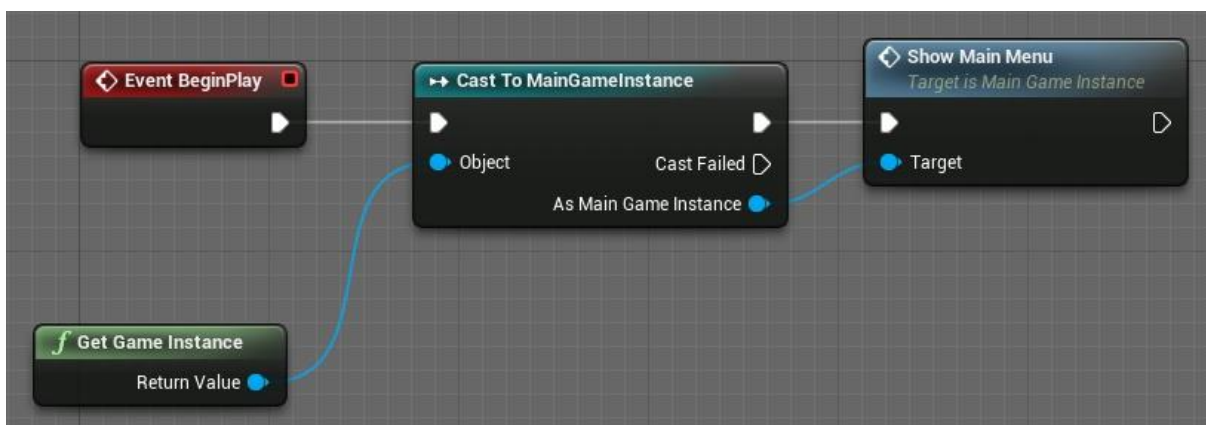 Event BeginPlay
Cast To MainGameInstance
Object
Cast Failed
As Main Game Instance
Show Main Menu
Target is Main Game Instance
Target
f Get Game Instance
Return Value